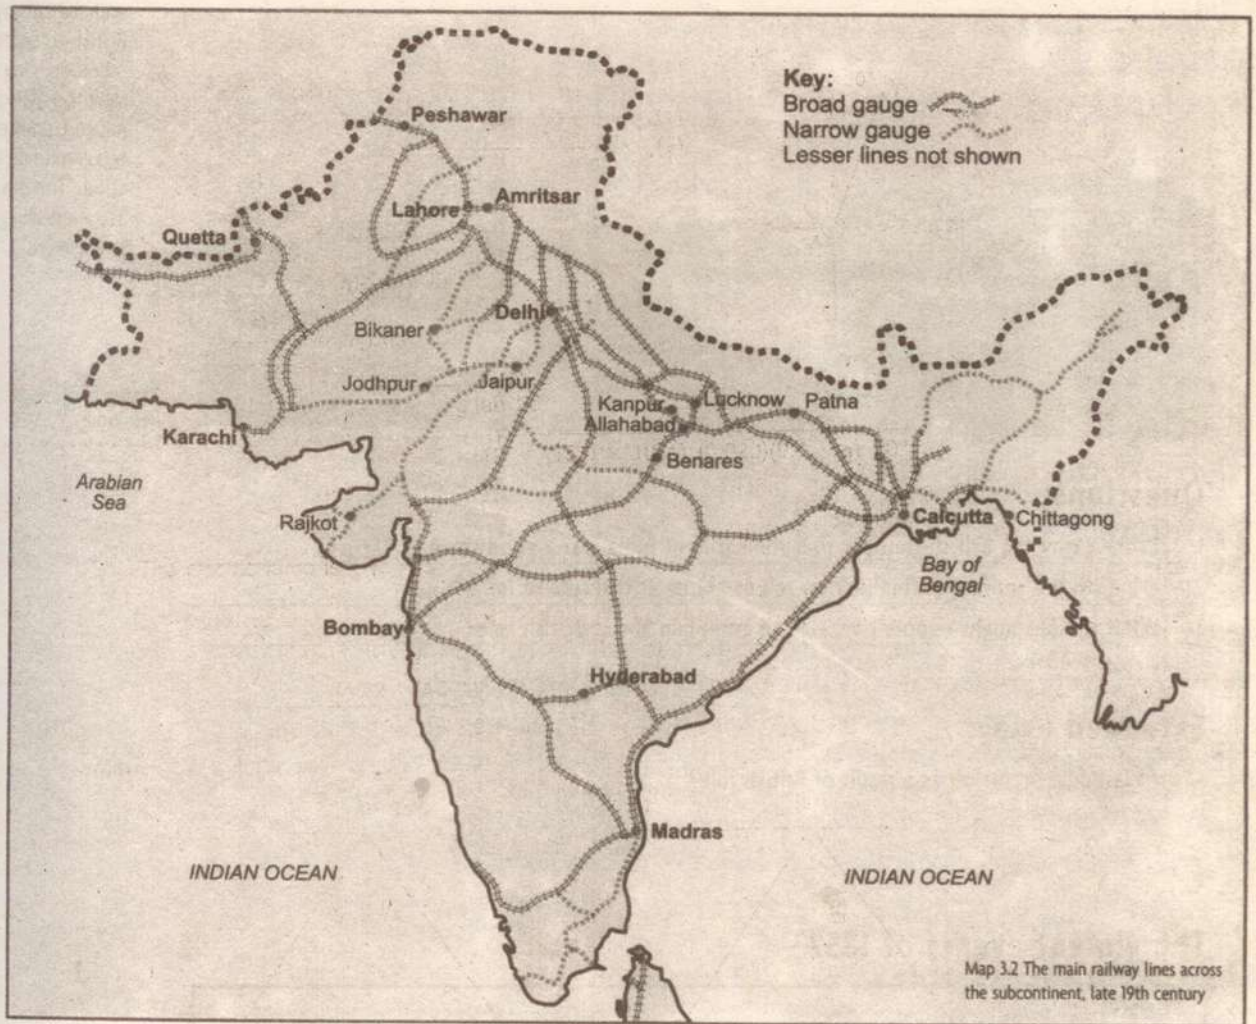 Key:
Broad gauge
Narrow gauge
Lesser lines not shown
Peshawar
Lahore
Amritsar
Quetta
Delhi
Bikaner
Jodhpur
Jaipur
Kanpur
Lucknow
Patna
Allahabad
Karachi
Benares
Arabian
Sea
Rajkot
Calcutta
Chittagong
Bay of
Bengal
Bombay
Hyderabad
Madras
INDIAN OCEAN
INDIAN OCEAN
Map 3.2 The main railway lines across
the subcontinent, late 19th century